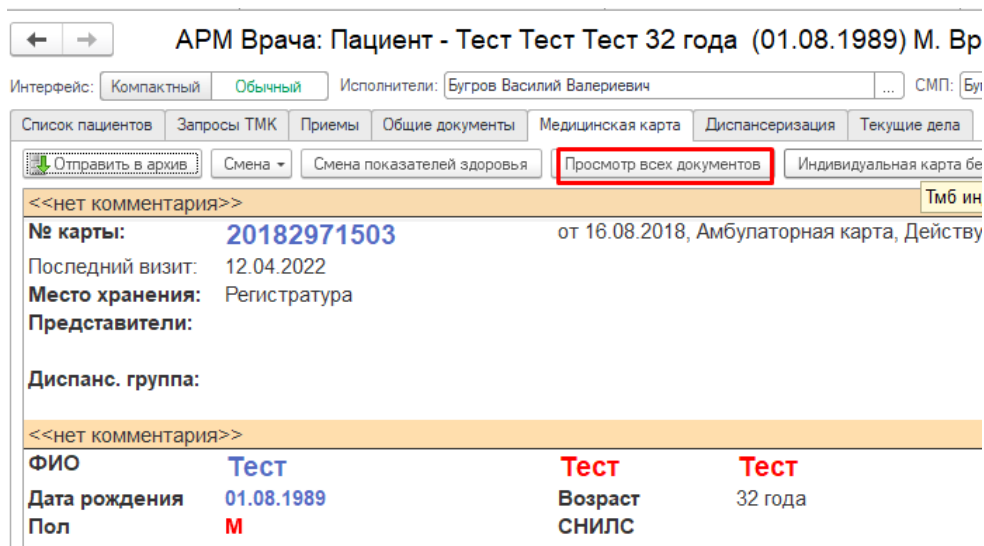 АРМ Врача: Пациент - Тест Тест Тест 32 года (01.08.1989) М. Вр
Интерфейс: Компактный Обычный Исполнители: Бугров Василий Валериевич ... СМП: Бу
Список пациентов Запросы ТМК Приемы Общие документы Медицинская карта Диспансеризация Текущие дела
Отправить в архив Смена Смена показателей здоровья Просмотр всех документов Индивидуальная карта бе
<<нет комментария>> Тмб ин
№ карты: 20182971503 от 16.08.2018, Амбулаторная карта, Действу
Последний визит: 12.04.2022
Место хранения: Регистратура
Представители:
Диспанс. группа:
<<нет комментария>>
ФИО Тест Тест Тест
Дата рождения 01.08.1989 Возраст 32 года
Пол М СНИЛС